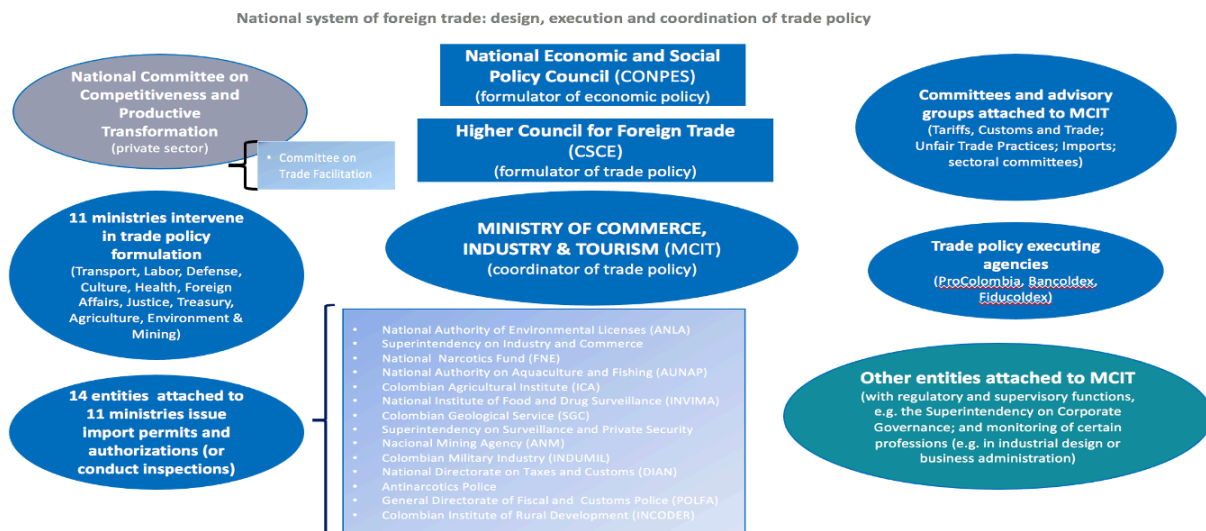 National system of foreign trade: design, execution and coordination of trade policy
National Committee on
Competitiveness and
Productive
Transformation
(private sector)
• Committee on
Trade Facilitation
11 ministries intervene
in trade policy
formulation
(Transport, Labor, Defense,
Culture, Health, Foreign
Affairs, Justice, Treasury,
Agriculture, Environment &
Mining)
14 entities attached to
11 ministries issue
import permits and
authorizations (or
conduct inspections)
National Economic and Social
Policy Council (CONPES)
(formulator of economic policy)
Higher Council for Foreign Trade
(CSCE)
(formulator of trade policy)
MINISTRY OF COMMERCE,
INDUSTRY & TOURISM (MCIT)
(coordinator of trade policy)
• National Authority of Environmental Licenses (ANLA)
• Superintendency on Industry and Commerce
• National Narcotics Fund (FNE)
• National Authority on Aquaculture and Fishing (AUNAP)
• Colombian Agricultural Institute (ICA)
• National Institute of Food and Drug Surveillance (INVIMA)
• Colombian Geological Service (SGC)
• Superintendency on Surveillance and Private Security
• Nacional Mining Agency (ANM)
• Colombian Military Industry (INDUMIL)
• National Directorate on Taxes and Customs (DIAN)
• Antinarcotics Police
• General Directorate of Fiscal and Customs Police (POLFA)
• Colombian Institute of Rural Development (INCODER)
Committees and advisory
groups attached to MCIT
(Tariffs, Customs and Trade;
Unfair Trade Practices; Imports;
sectoral committees)
Trade policy executing
agencies
(ProColombia, Bancoldex,
Fiducoldex)
Other entities attached to MCIT
(with regulatory and supervisory functions,
e.g. the Superintendency on Corporate
Governance; and monitoring of certain
professions (e.g. in industrial design or
business administration)